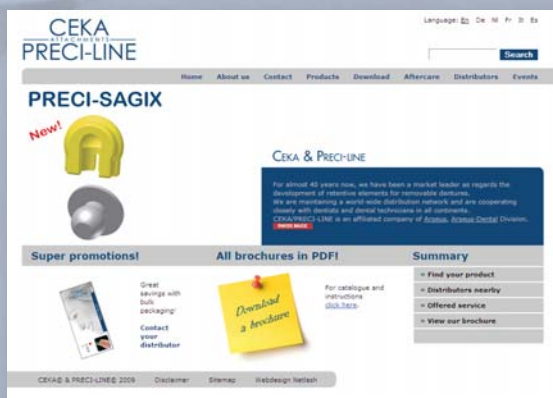 CEKA
ATTACHMENTS
PRECI-LINE
Language: En De Nl Fr It Es
Search
Home About us Contact Products Download Aftercare Distributors Events
PRECI-SAGIX
New!
CEKA & PRECI-LINE
For almost 40 years now, we have been a market leader as regards the
development of retentive elements for removable dentures.
We are maintaining a world-wide distribution network and are cooperating
closely with dentists and dental technicians in all continents.
CEKA/PRECI-LINE is an affiliated company of Arseus, Arseus-Dental Division.
Super promotions!
Great
savings with
bulk
packaging!
Contact
your
distributor
All brochures in PDF!
Download
a brochure
For catalogue and
instructions
click here.
Summary
» Find your product
» Distributors nearby
» Offered service
» View our brochure
CEKA© & PRECI-LINE© 2009 Disclaimer Sitemap Webdesign Netlash